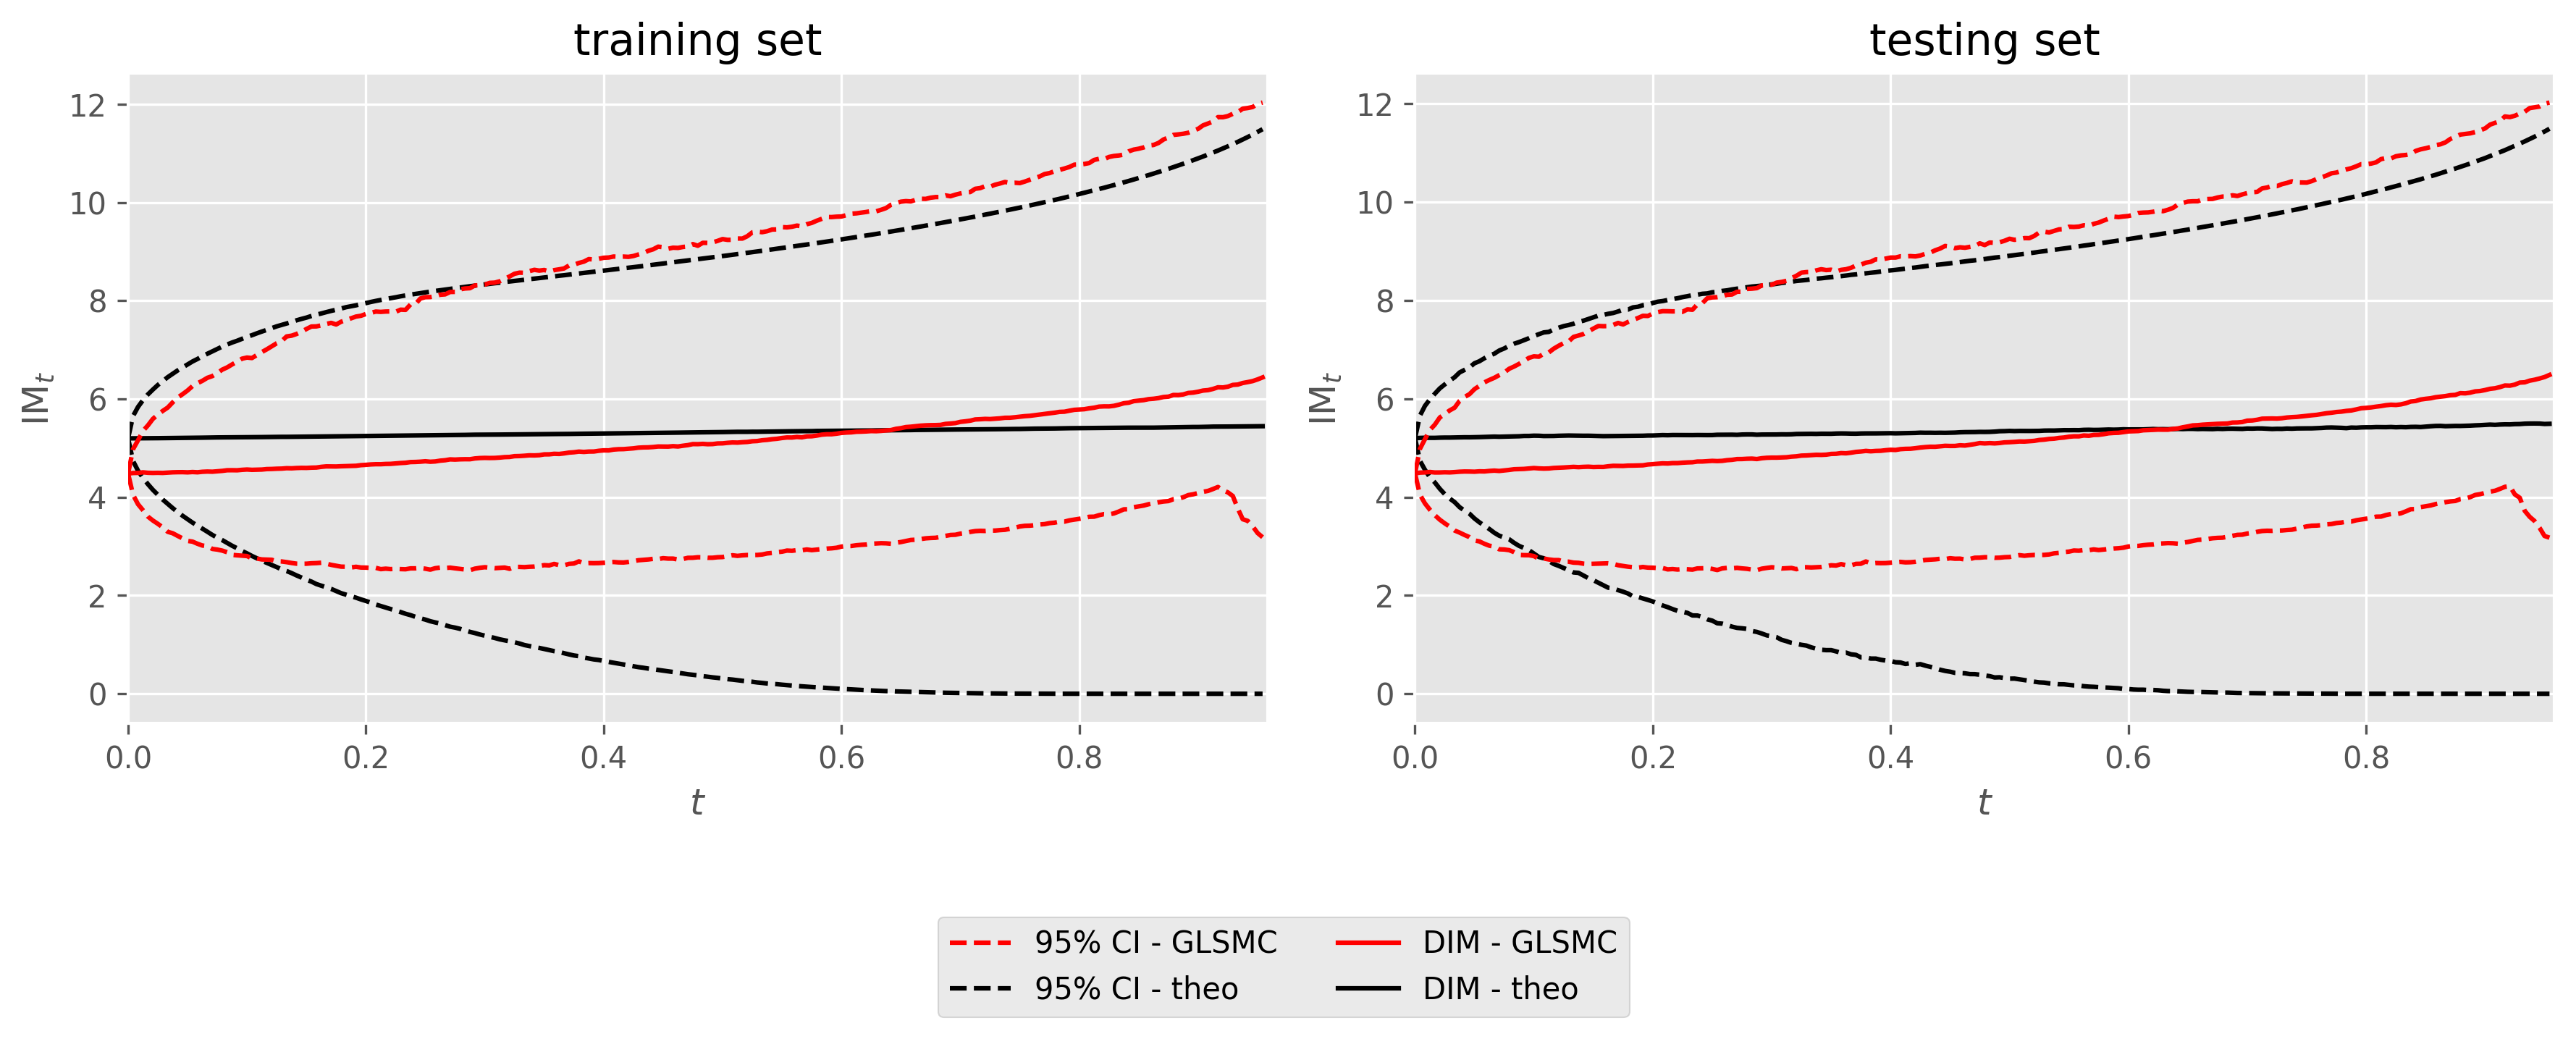 training set
testing set
12
10
8
6
4
2
0
IM_t
0.0 0.2 0.4 0.6 0.8
t
12
10
8
6
4
2
0
IM_t
0.0 0.2 0.4 0.6 0.8
t
95% CI - GLSMC
95% CI - theo
DIM - GLSMC
DIM - theo